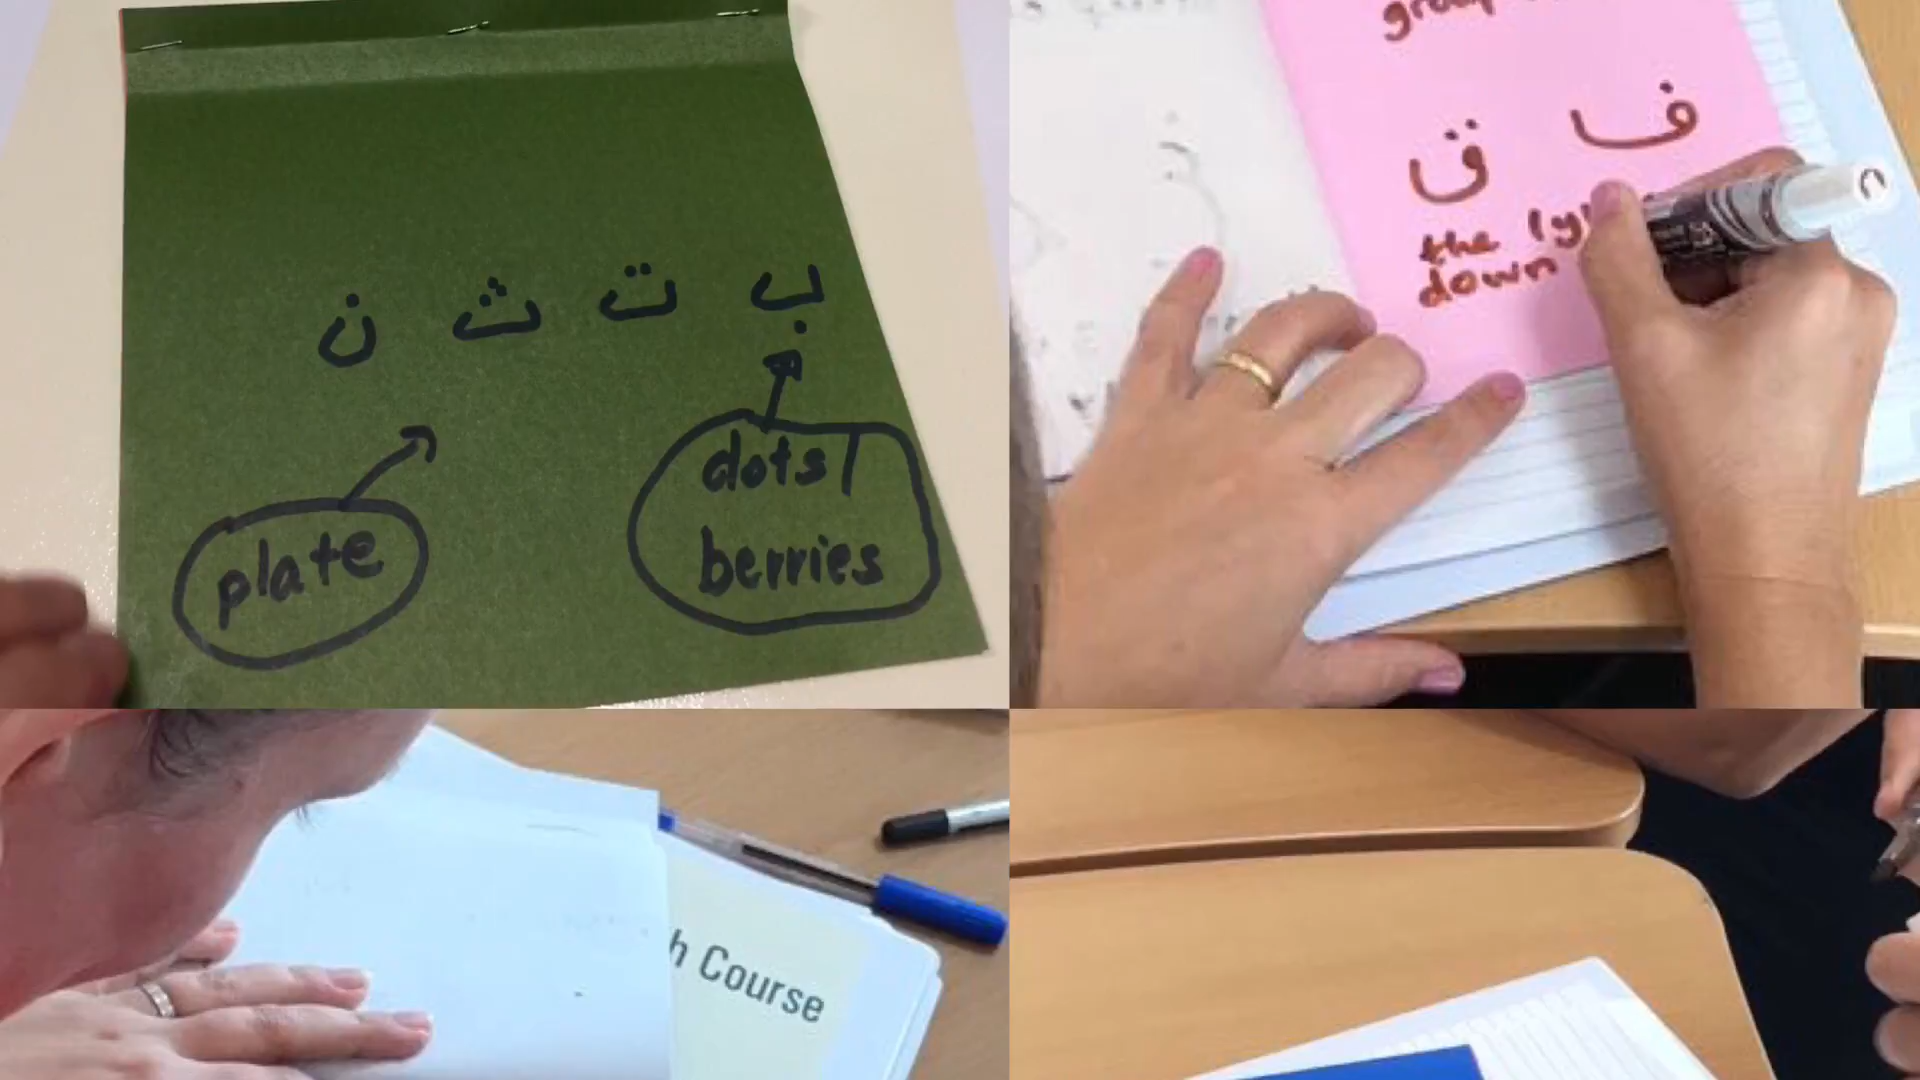 ب ت ث ن
dots/
berries
plate
ف ق
the
down
h Course